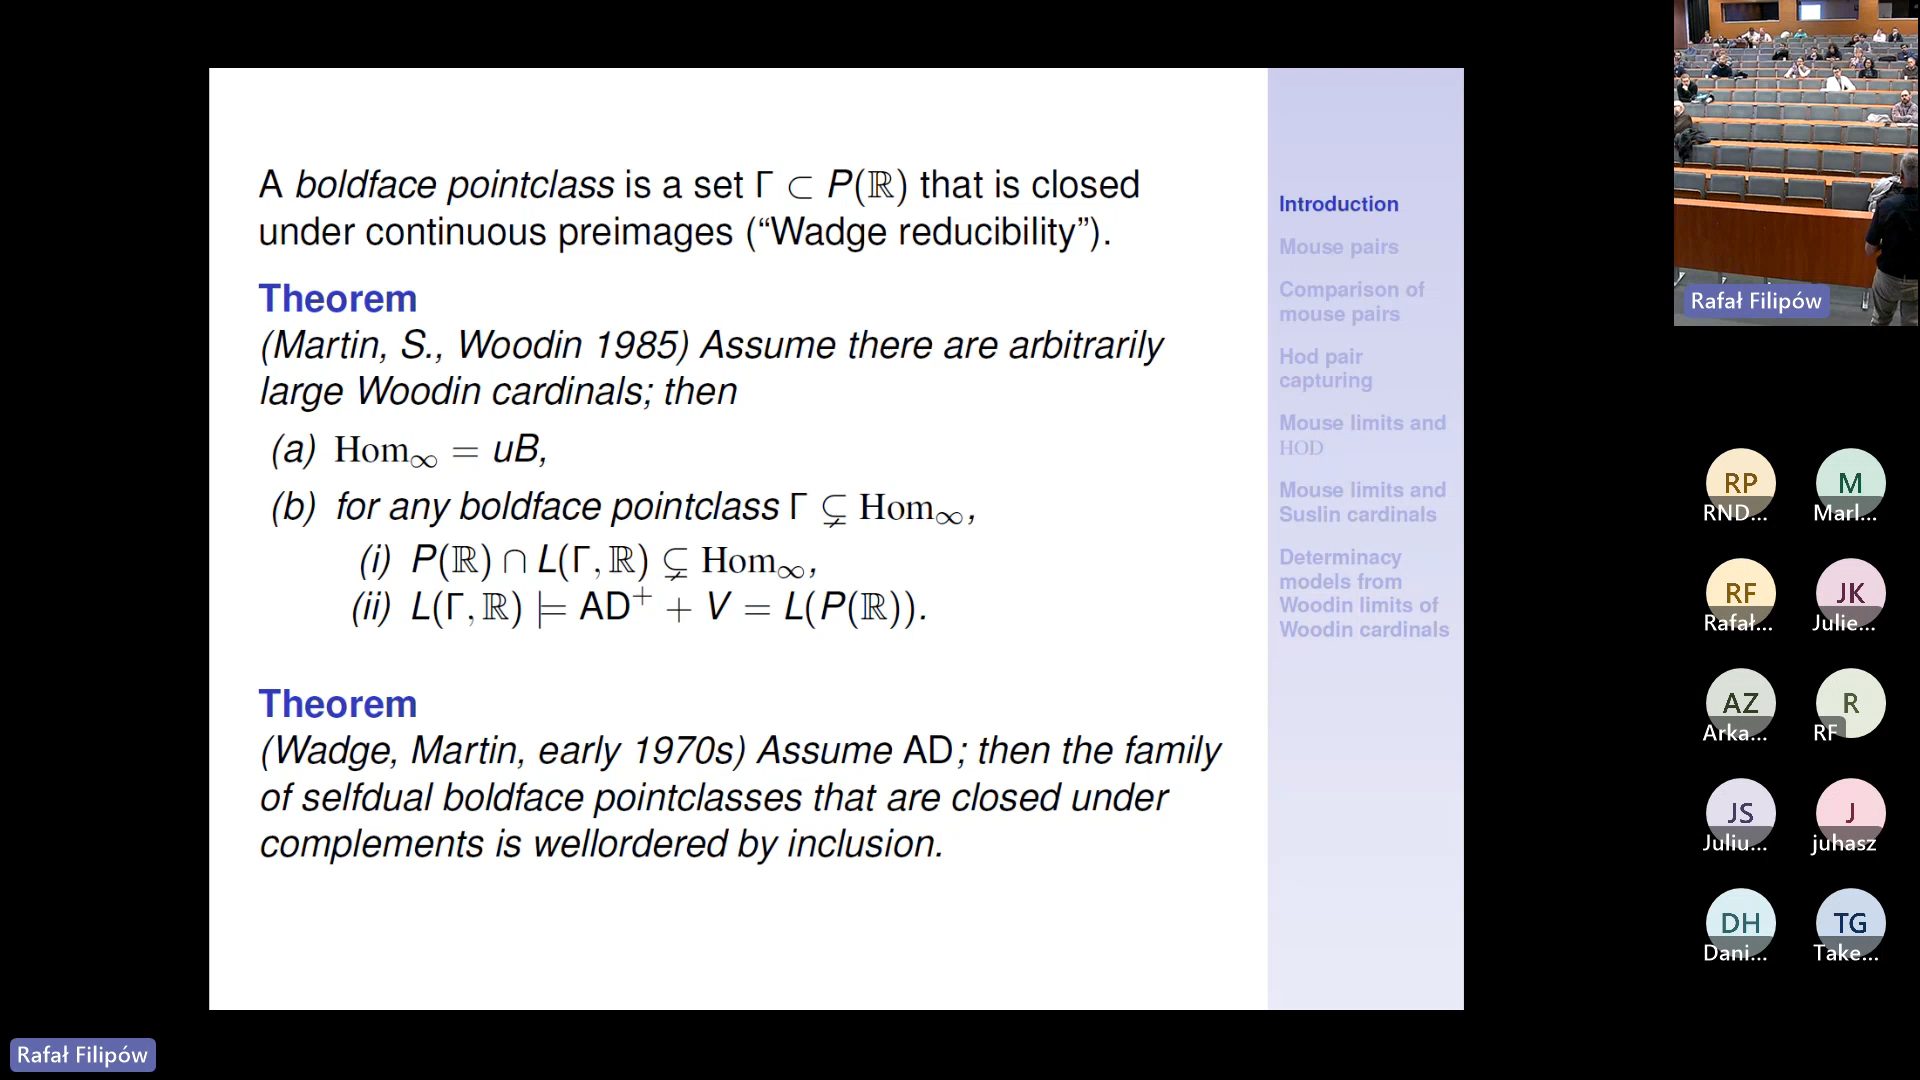 A boldface pointclass is a set Γ ⊂ P(ℝ) that is closed
under continuous preimages (“Wadge reducibility”).
Theorem
(Martin, S., Woodin 1985) Assume there are arbitrarily
large Woodin cardinals; then
(a) Hom∞ = uB,
(b) for any boldface pointclass Γ ⊊ Hom∞,
(i) P(ℝ) ∩ L(Γ, ℝ) ⊊ Hom∞,
(ii) L(Γ, ℝ) ⊨ AD⁺ + V = L(P(ℝ)).
Theorem
(Wadge, Martin, early 1970s) Assume AD; then the family
of selfdual boldface pointclasses that are closed under
complements is wellordered by inclusion.
Introduction
Mouse pairs
Comparison of
mouse pairs
Hod pair
capturing
Mouse limits and
HOD
Mouse limits and
Suslin cardinals
Determinacy
models from
Woodin limits of
Woodin cardinals
Rafał Filipów
RP
RND...
M
Marl...
RF
Rafał...
JK
Julie...
AZ
Arka...
R
RF
JS
Juliu...
J
juhasz
DH
Dani...
TG
Take...
Rafał Filipów